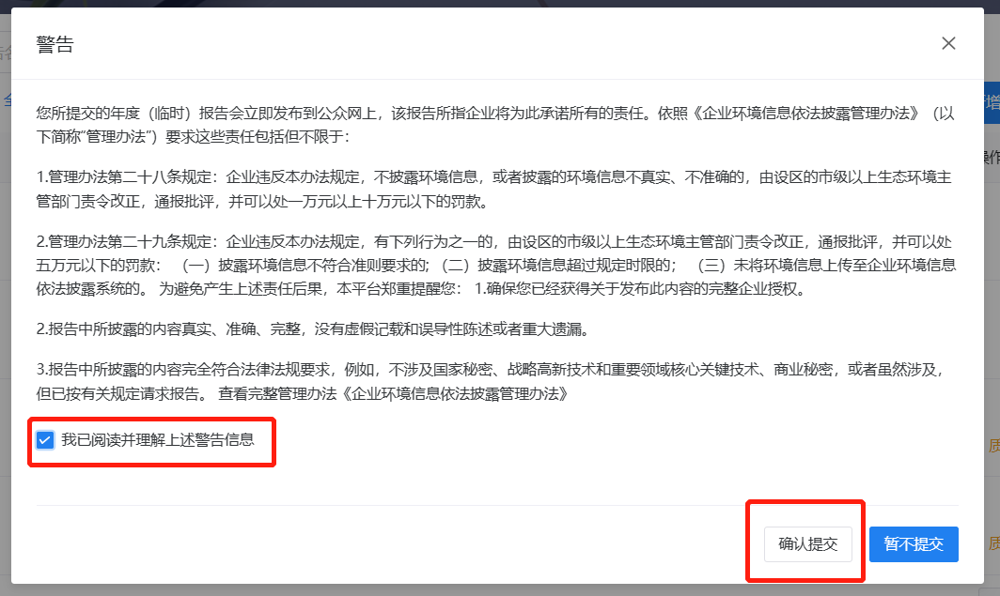 警告
您所提交的年度（临时）报告会立即发布到公众网上，该报告所指企业将为此承诺所有的责任。依照《企业环境信息依法披露管理办法》（以
下简称“管理办法”）要求这些责任包括但不限于：
1.管理办法第二十八条规定：企业违反本办法规定，不披露环境信息，或者披露的环境信息不真实、不准确的，由设区的市级以上生态环境主
管部门责令改正，通报批评，并可以处一万元以上十万元以下的罚款。
2.管理办法第二十九条规定：企业违反本办法规定，有下列行为之一的，由设区的市级以上生态环境主管部门责令改正，通报批评，并可以处
五万元以下的罚款： （一）披露环境信息不符合准则要求的；（二）披露环境信息超过规定时限的； （三）未将环境信息上传至企业环境信息
依法披露系统的。 为避免产生上述责任后果，本平台郑重提醒您： 1.确保您已经获得关于发布此内容的完整企业授权。
2.报告中所披露的内容真实、准确、完整，没有虚假记载和误导性陈述或者重大遗漏。
3.报告中所披露的内容完全符合法律法规要求，例如，不涉及国家秘密、战略高新技术和重要领域核心关键技术、商业秘密，或者虽然涉及，
但已按有关规定请求报告。 查看完整管理办法《企业环境信息依法披露管理办法》
我已阅读并理解上述警告信息
确认提交 暂不提交